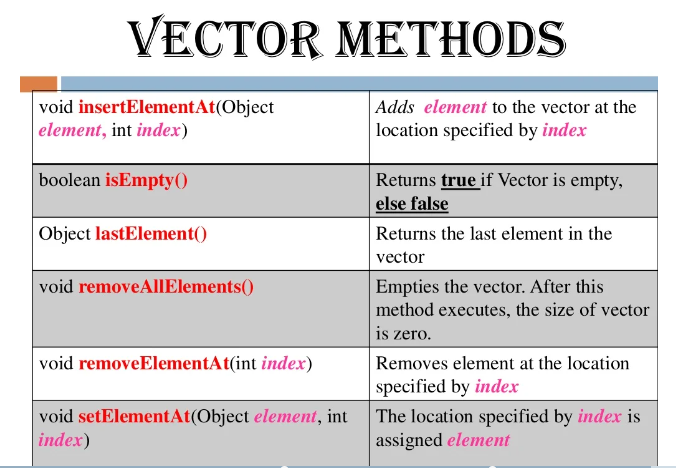 VECTOR METHODS
void insertElementAt(Object
element, int index)
Adds element to the vector at the
location specified by index
boolean isEmpty()
Returns true if Vector is empty,
else false
Object lastElement()
Returns the last element in the
vector
void removeAllElements()
Empties the vector. After this
method executes, the size of vector
is zero.
void removeElementAt(int index)
Removes element at the location
specified by index
void setElementAt(Object element, int
index)
The location specified by index is
assigned element